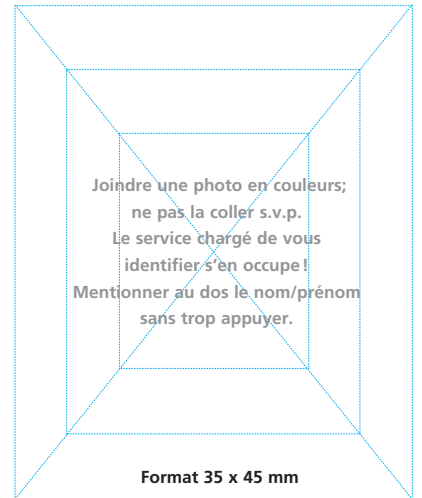 Joindre une photo en couleurs;
ne pas la coller s.v.p.
Le service chargé de vous
identifier s'en occupe!
Mentionner au dos le nom/prénom
sans trop appuyer.
Format 35 x 45 mm